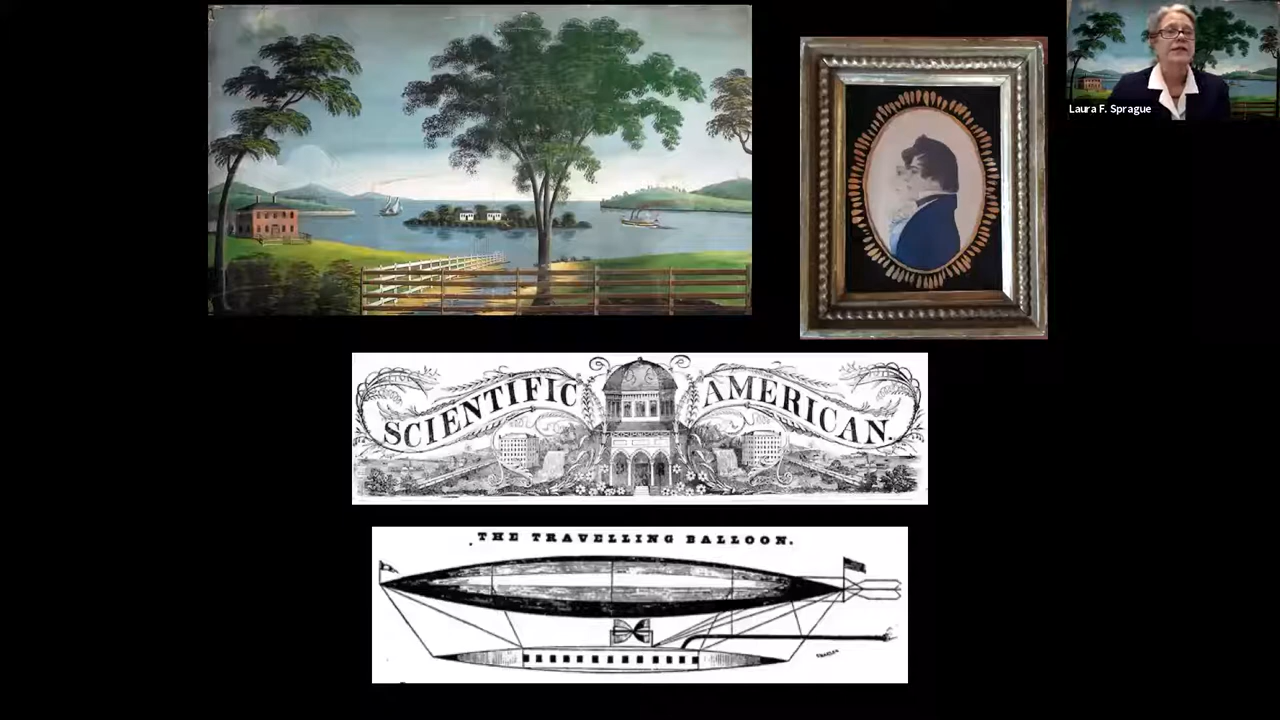 Laura F. Sprague
SCIENTIFIC AMERICAN.
THE TRAVELLING BALLOON.